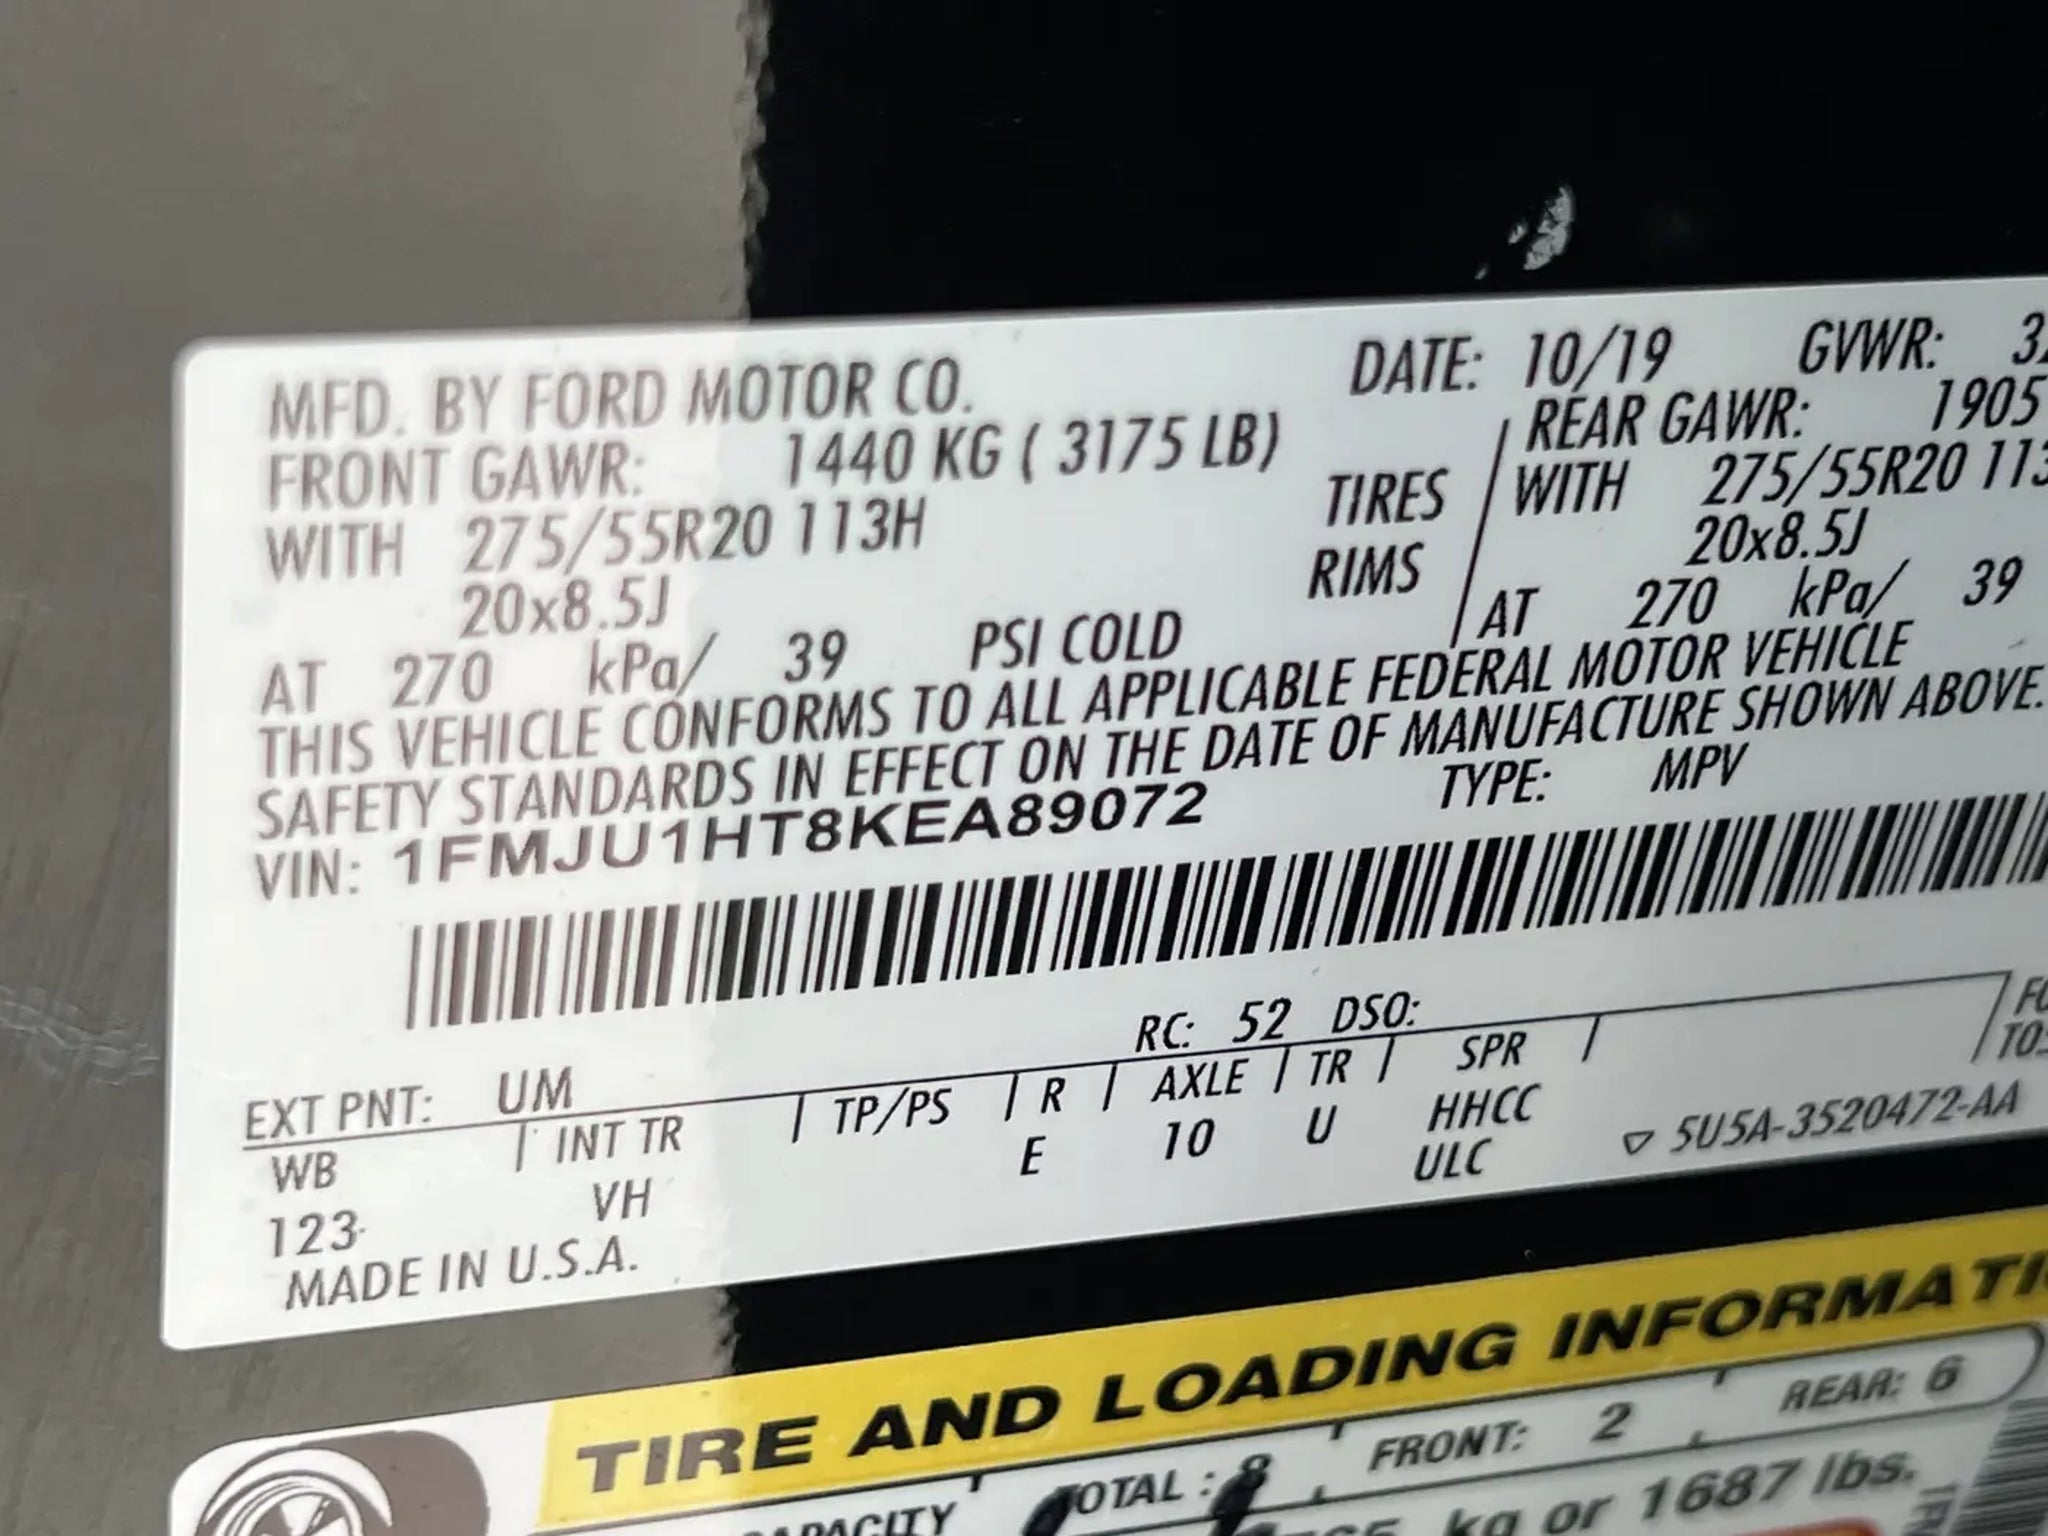 MFD. BY FORD MOTOR CO. DATE: 10/19 GVWR:
FRONT GAWR: 1440 KG ( 3175 LB) REAR GAWR: 1905
WITH 275/55R20 113H TIRES WITH 275/55R20
20x8.5J RIMS 20x8.5J
AT 270 kPa/ 39 PSI COLD AT 270 kPa/ 39
THIS VEHICLE CONFORMS TO ALL APPLICABLE FEDERAL MOTOR VEHICLE
SAFETY STANDARDS IN EFFECT ON THE DATE OF MANUFACTURE SHOWN ABOVE.
VIN: 1FMJU1HT8KEA89072 TYPE: MPV
EXT PNT: UM RC: 52 DSO:
WB INT TR TP/PS R AXLE TR SPR
123 VH E 10 U HHCC
ULC
▽ 5U5A-3520472-AA
MADE IN U.S.A.
TIRE AND LOADING
TOTAL : 8 FRONT: 2 REAR: 6
kg or 1687 lbs.